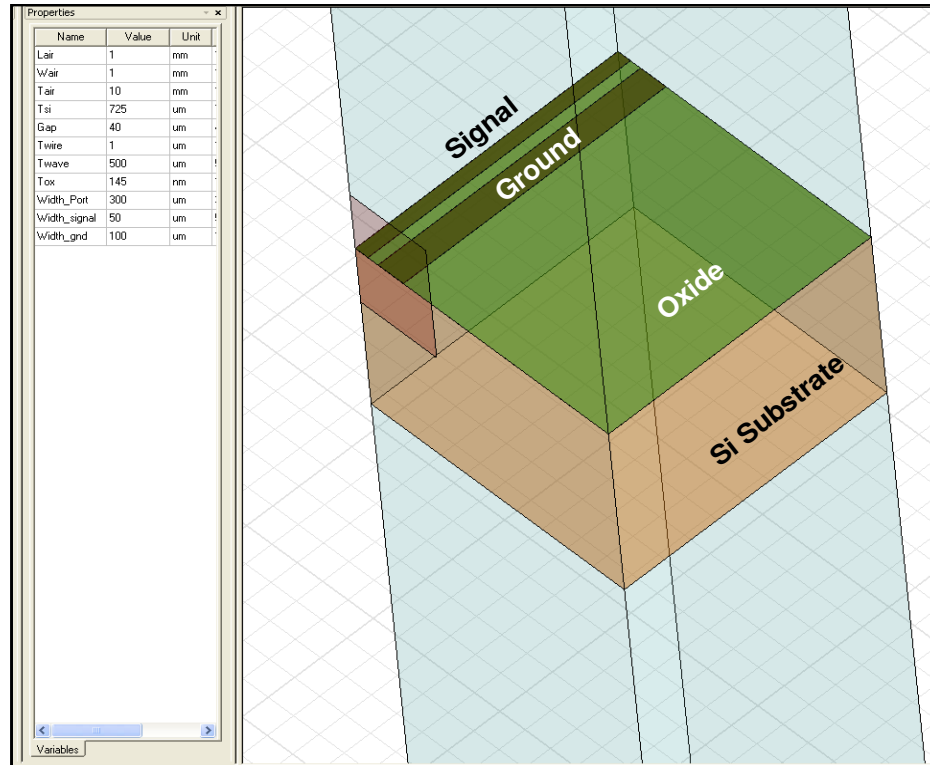 Properties
Name Value Unit
Lair 1 mm
Wair 1 mm
Tair 10 mm
Tsi 725 um
Gap 40 um
Twire 1 um
Twave 500 um
Tox 145 nm
Width_Port 300 um
Width_signal 50 um
Width_gnd 100 um
Variables
Signal
Ground
Oxide
Si Substrate